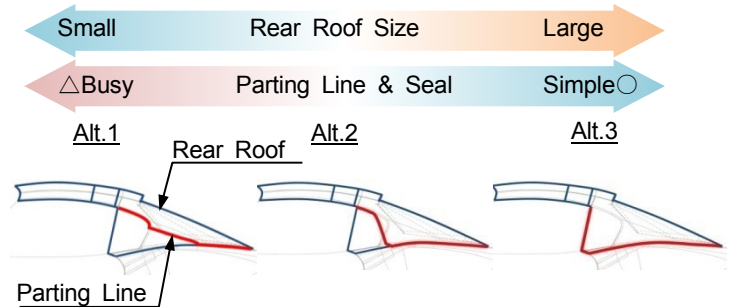 Small Rear Roof Size Large
△Busy Parting Line & Seal Simple○
Alt.1 Alt.2 Alt.3
Rear Roof
Parting Line